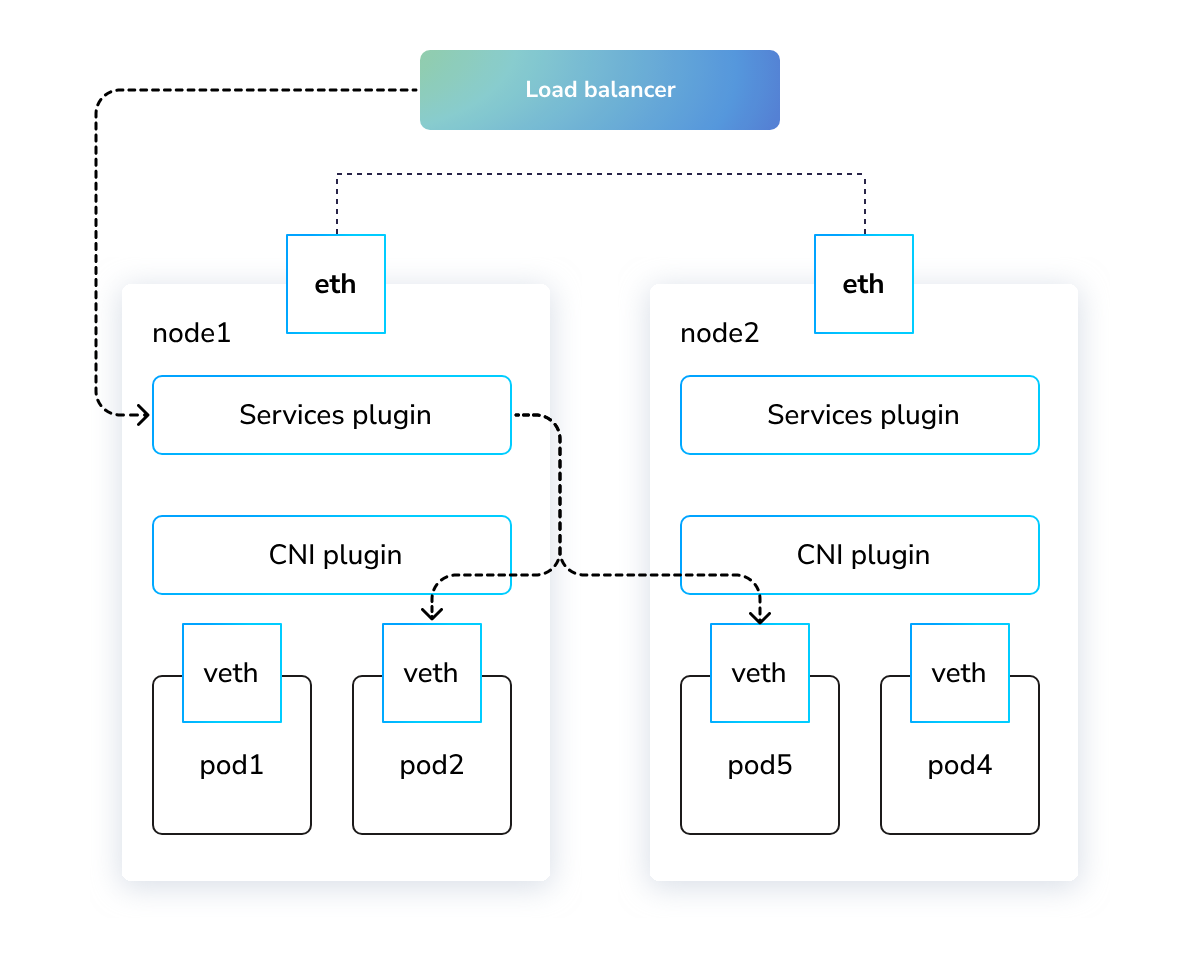 Load balancer
eth
eth
node1
node2
Services plugin
Services plugin
CNI plugin
CNI plugin
veth
veth
veth
veth
pod1
pod2
pod5
pod4